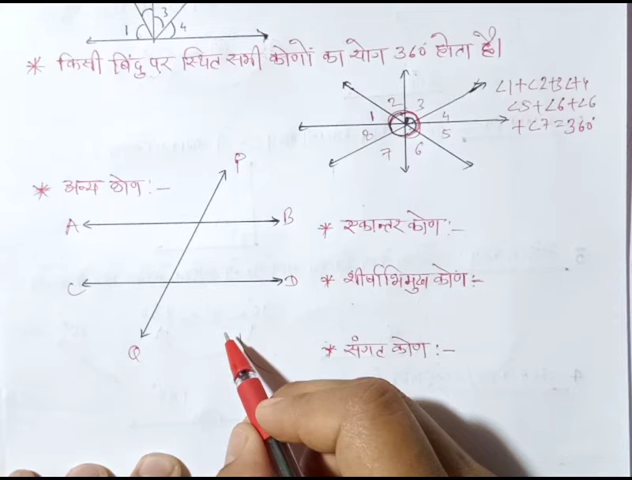 1 3 4
* किसी बिंदु पर स्थित सभी कोणों का योग 360° होता है।
∠1+∠2+3∠+4
∠5+∠6+∠6
+∠7=360°
1 2 3 4 5 6 7 8
* अन्य कोण:-
P
A B
C D
Q
* एकान्तर कोण:-
* शीर्षाभिमुख कोण:-
* संगत कोण:-